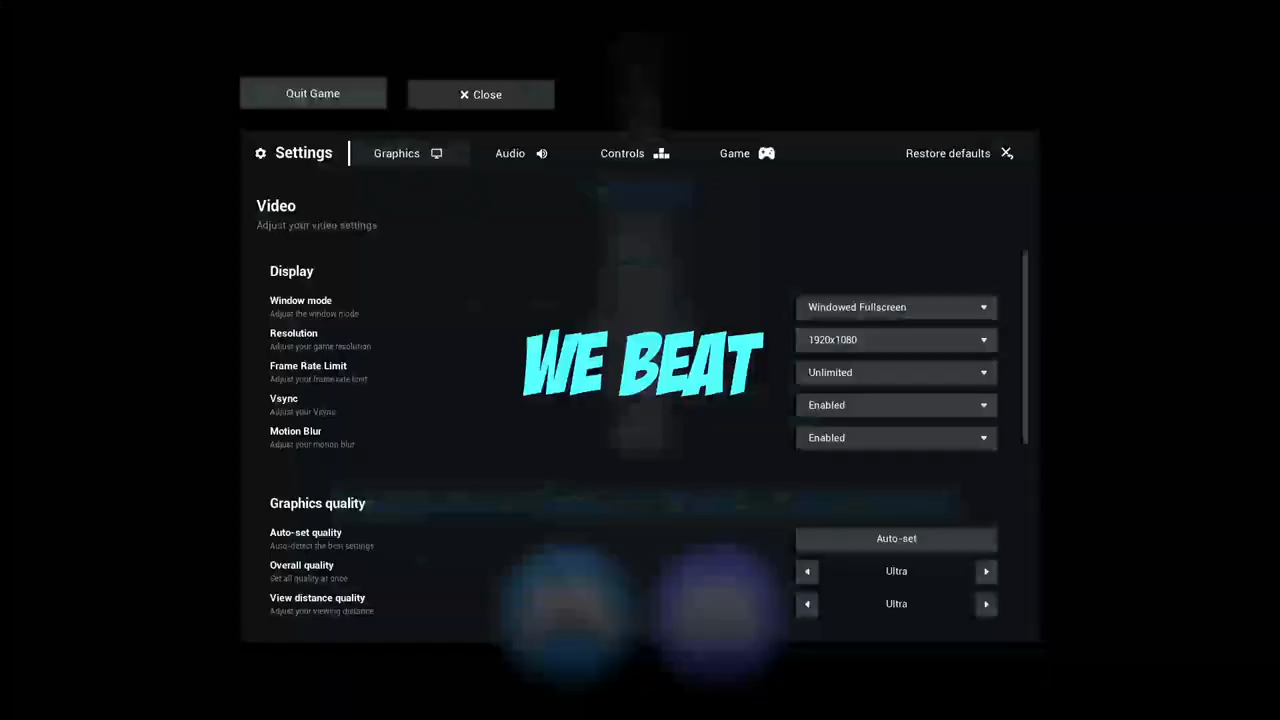 Quit Game
Close
Settings
Graphics
Audio
Controls
Game
Restore defaults
Video
Adjust your video settings
Display
Window mode
Windowed Fullscreen
Adjust the window mode
Resolution
1920x1080
Adjust your game resolution
Frame Rate Limit
Unlimited
Adjust your frame rate limit
Vsync
Enabled
Adjust your Vsync
Motion Blur
Enabled
Adjust your motion blur
WE BEAT
Graphics quality
Auto-set quality
Auto-set
Auto-detect the best settings
Overall quality
Ultra
Set all quality at once
View distance quality
Ultra
Adjust your viewing distance